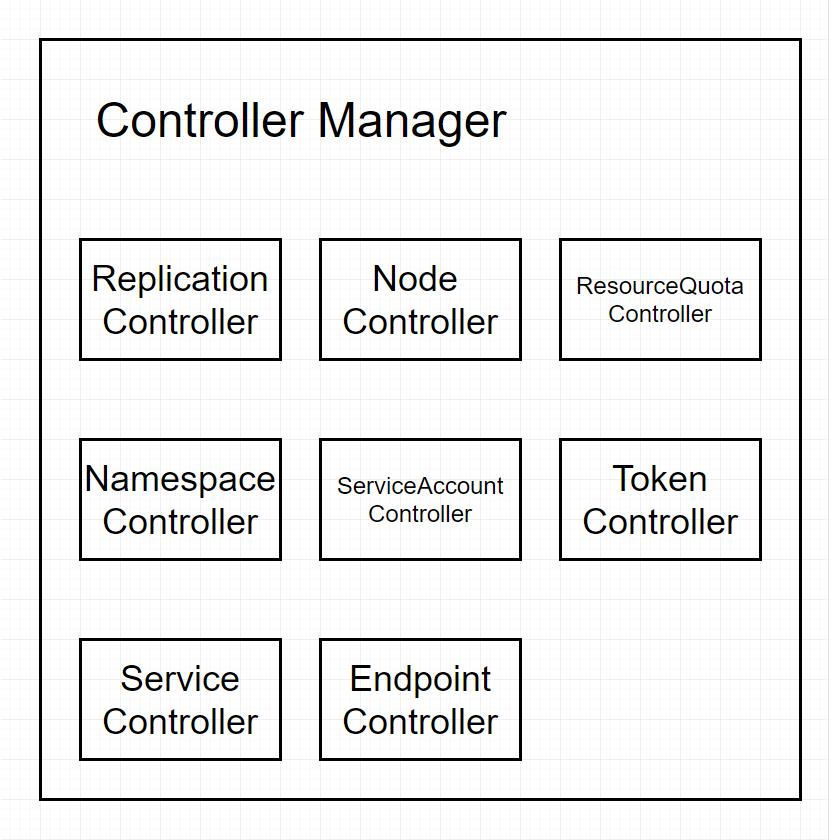 Controller Manager
Replication
Controller
Node
Controller
ResourceQuota
Controller
Namespace
Controller
ServiceAccount
Controller
Token
Controller
Service
Controller
Endpoint
Controller